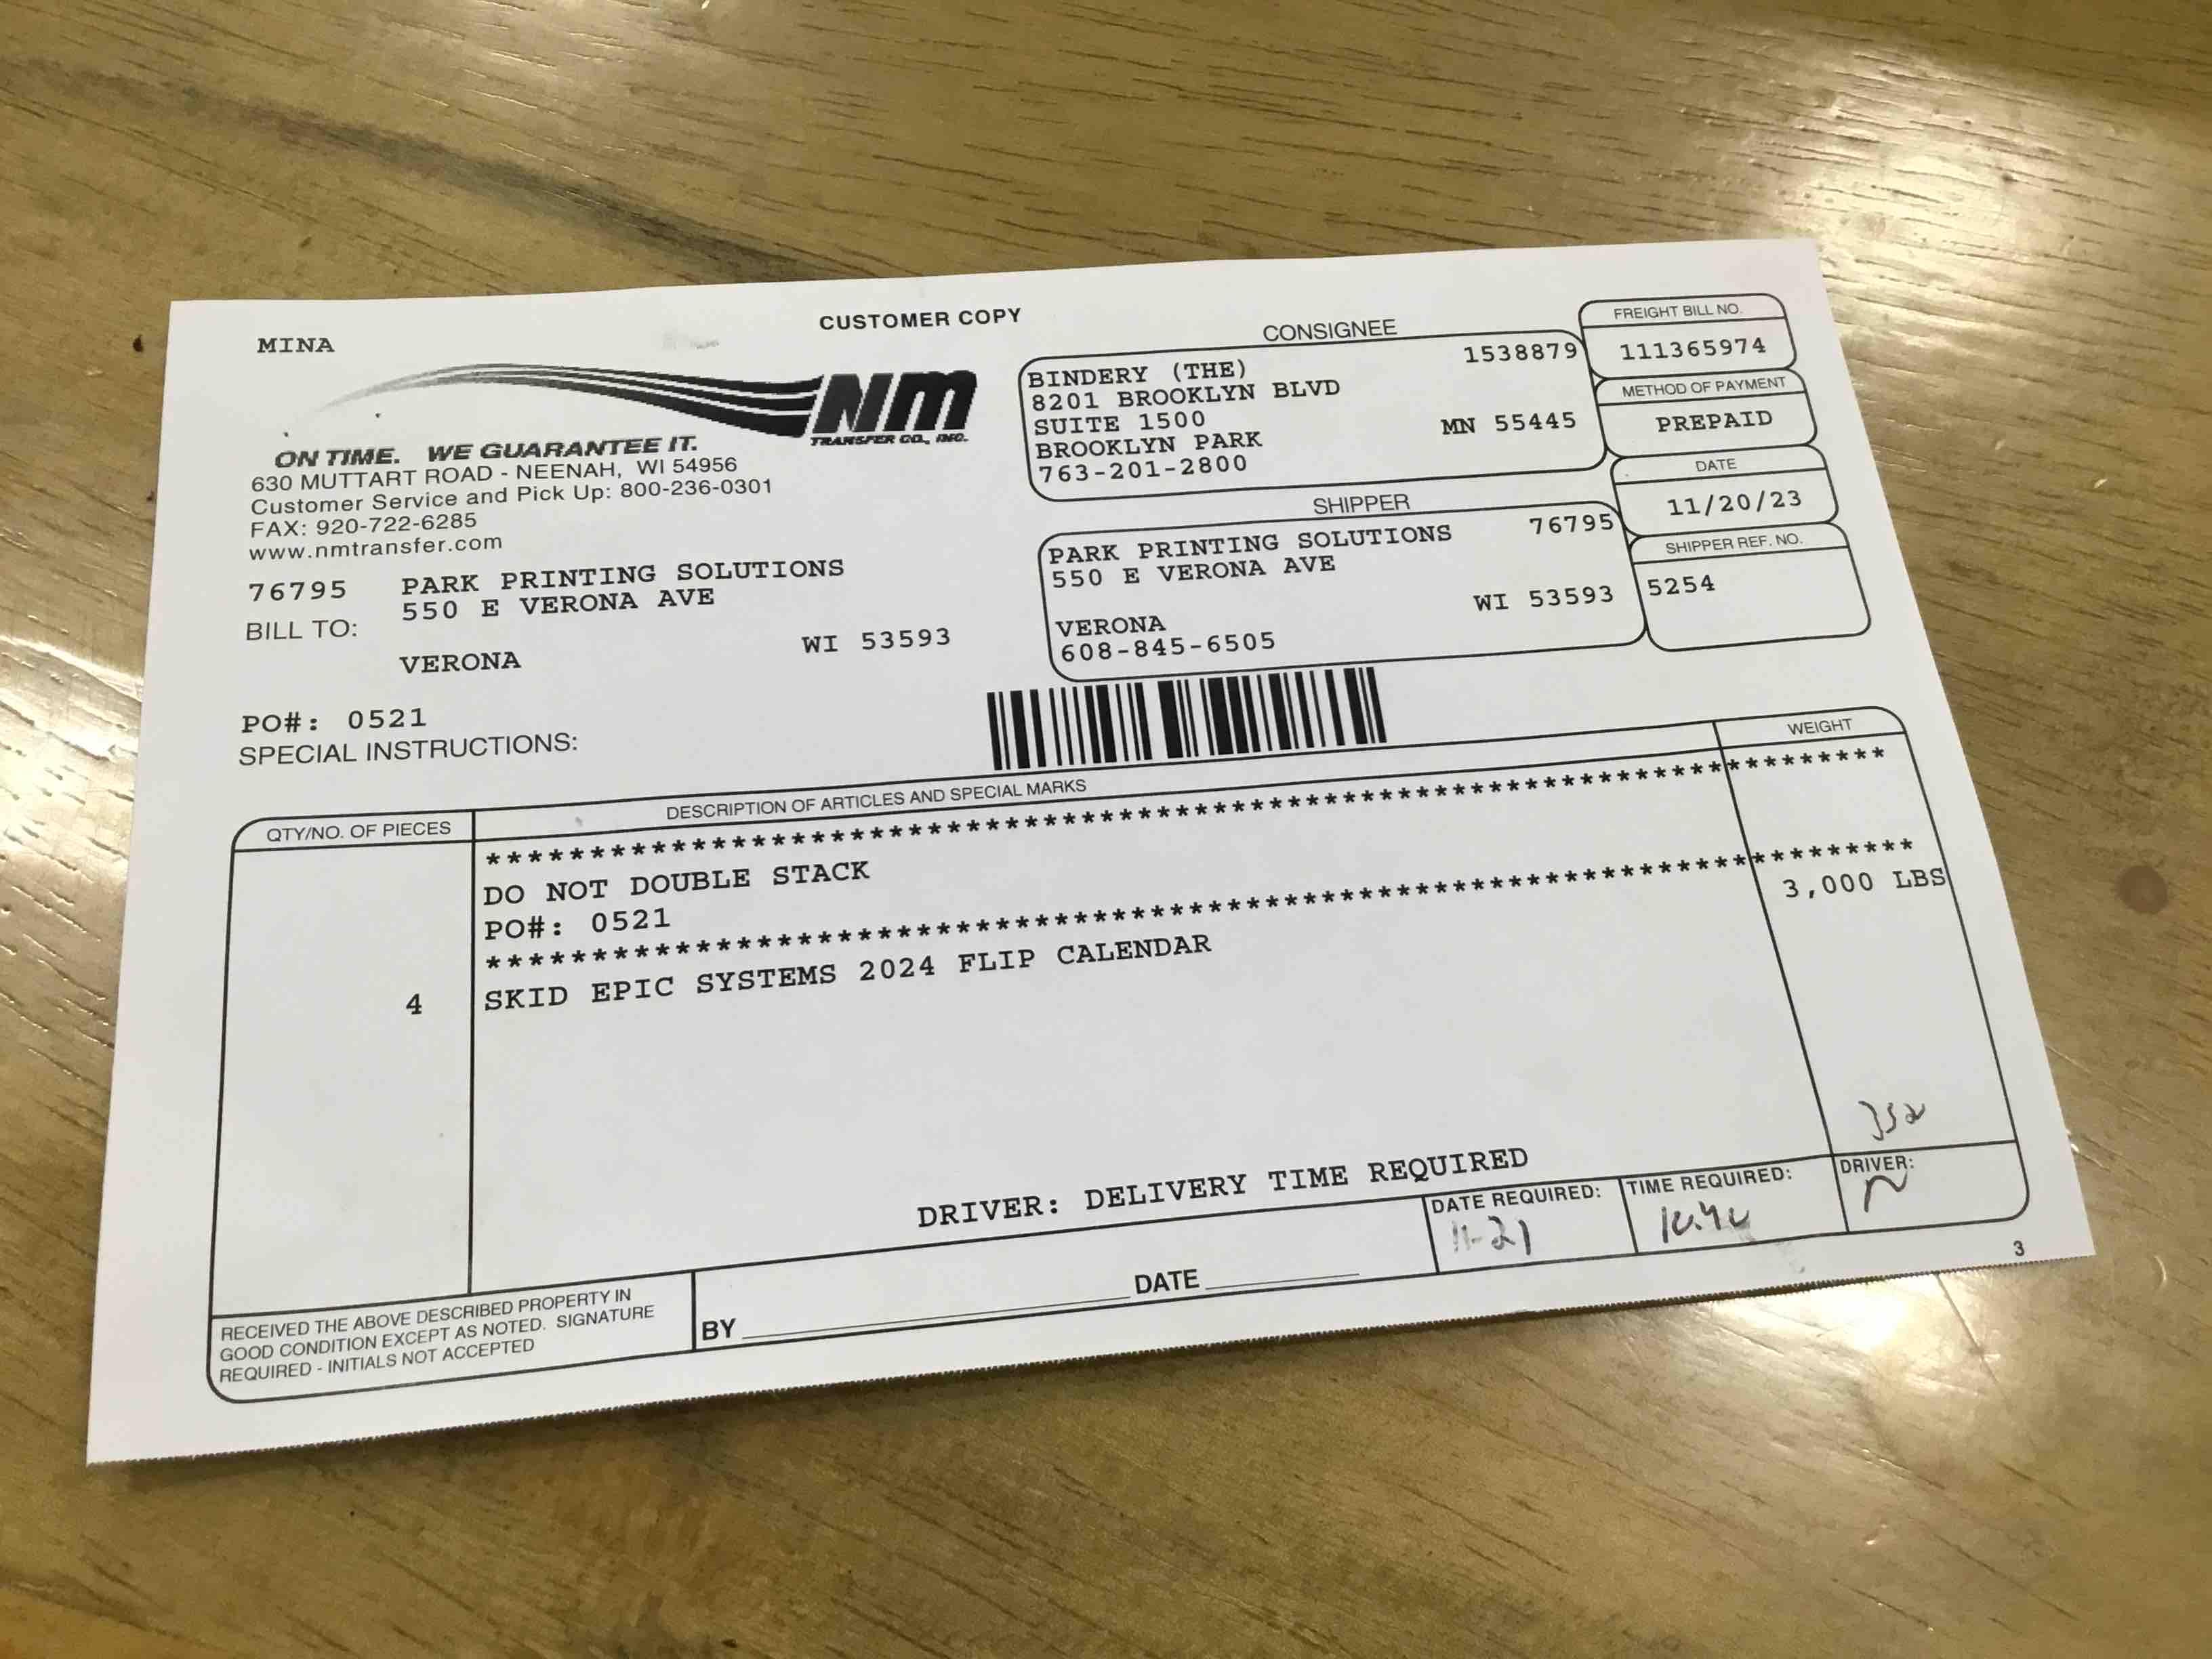 MINA
CUSTOMER COPY
NM
TRANSFER CO., INC.
ON TIME. WE GUARANTEE IT.
630 MUTTART ROAD - NEENAH, WI 54956
Customer Service and Pick Up: 800-236-0301
FAX: 920-722-6285
www.nmtransfer.com
76795 PARK PRINTING SOLUTIONS
550 E VERONA AVE
BILL TO:
VERONA WI 53593
PO#: 0521
SPECIAL INSTRUCTIONS:
CONSIGNEE
BINDERY (THE) 1538879
8201 BROOKLYN BLVD
SUITE 1500
BROOKLYN PARK MN 55445
763-201-2800
SHIPPER
PARK PRINTING SOLUTIONS 76795
550 E VERONA AVE
VERONA WI 53593
608-845-6505
FREIGHT BILL NO.
111365974
METHOD OF PAYMENT
PREPAID
DATE
11/20/23
SHIPPER REF. NO.
5254
QTY/NO. OF PIECES DESCRIPTION OF ARTICLES AND SPECIAL MARKS WEIGHT
DO NOT DOUBLE STACK
PO#: 0521
3,000 LBS
4 SKID EPIC SYSTEMS 2024 FLIP CALENDAR
DRIVER: DELIVERY TIME REQUIRED
DATE REQUIRED: TIME REQUIRED: DRIVER:
11-21
RECEIVED THE ABOVE DESCRIBED PROPERTY IN
GOOD CONDITION EXCEPT AS NOTED. SIGNATURE
REQUIRED - INITIALS NOT ACCEPTED
BY DATE
3